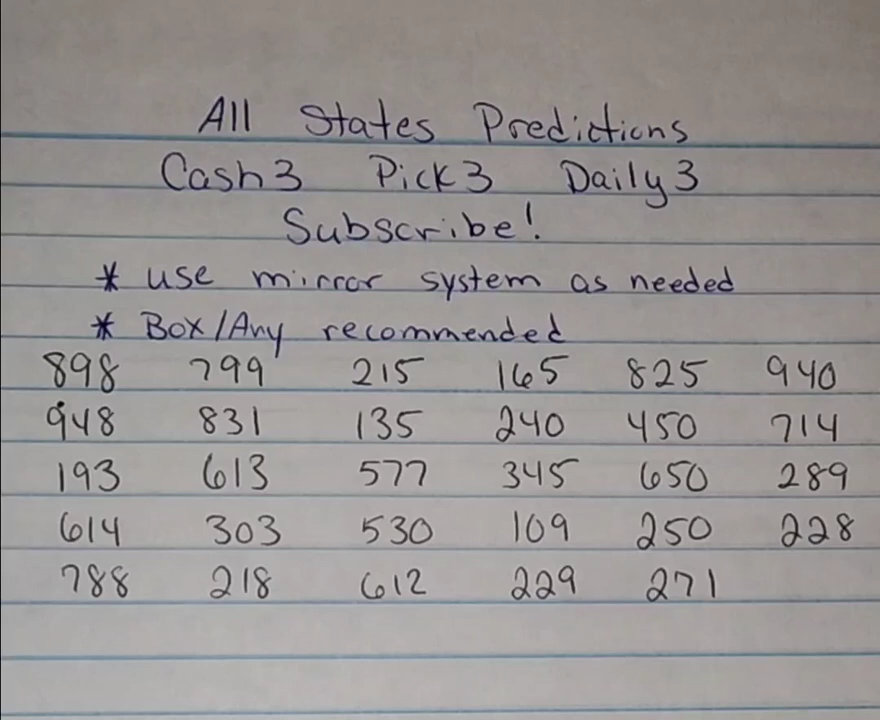 All States Predictions
Cash3 Pick3 Daily3
Subscribe!
* use mirror system as needed
* Box/Any recommended
898 799 215 165 825 940
948 831 135 240 450 714
193 613 577 345 650 289
614 303 530 109 250 228
788 218 612 229 271